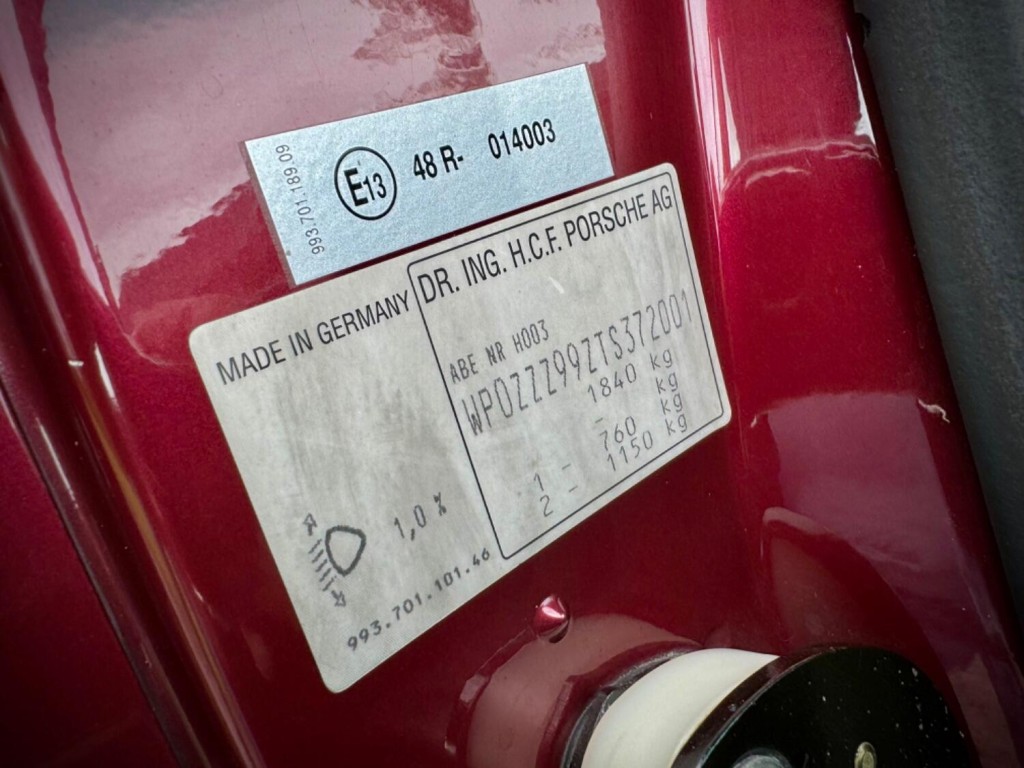 993.701.189.09
E13 48 R- 014003
MADE IN GERMANY
DR. ING. H.C.F. PORSCHE AG
ABE NR H003
WP0ZZZ99ZTS372001
1840 kg
- kg
1 - 760 kg
2 - 1150 kg
1,0 %
993.701.101.46